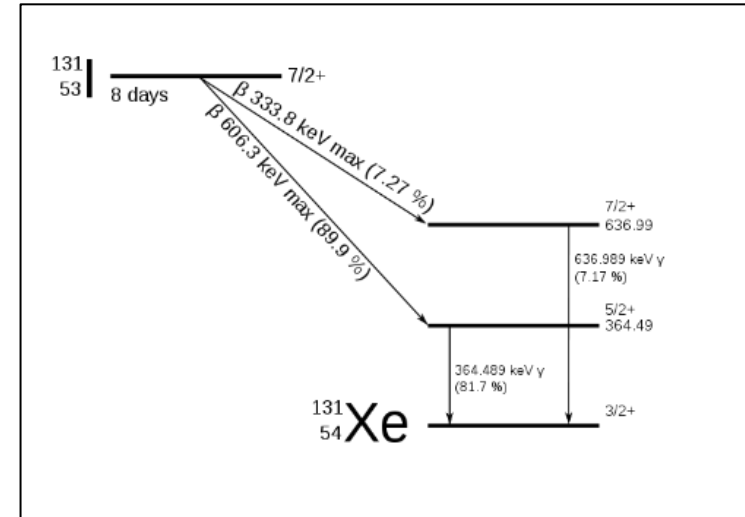 131
53 I
7/2+
8 days
β 333.8 keV max (7.27 %)
β 606.3 keV max (89.9 %)
7/2+
636.99
636.989 keV γ
(7.17 %)
5/2+
364.49
364.489 keV γ
(81.7 %)
131
54 Xe
3/2+